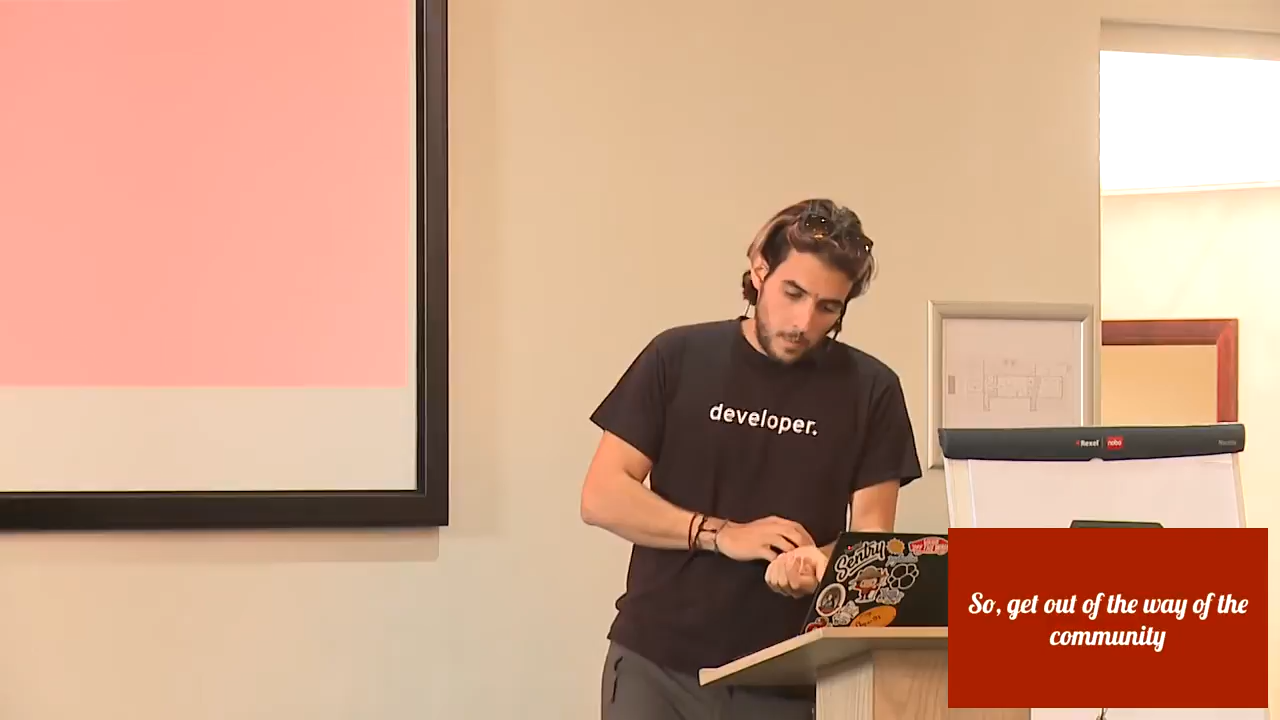 developer.
Rexel
nobo
Sentry
So, get out of the way of the
community